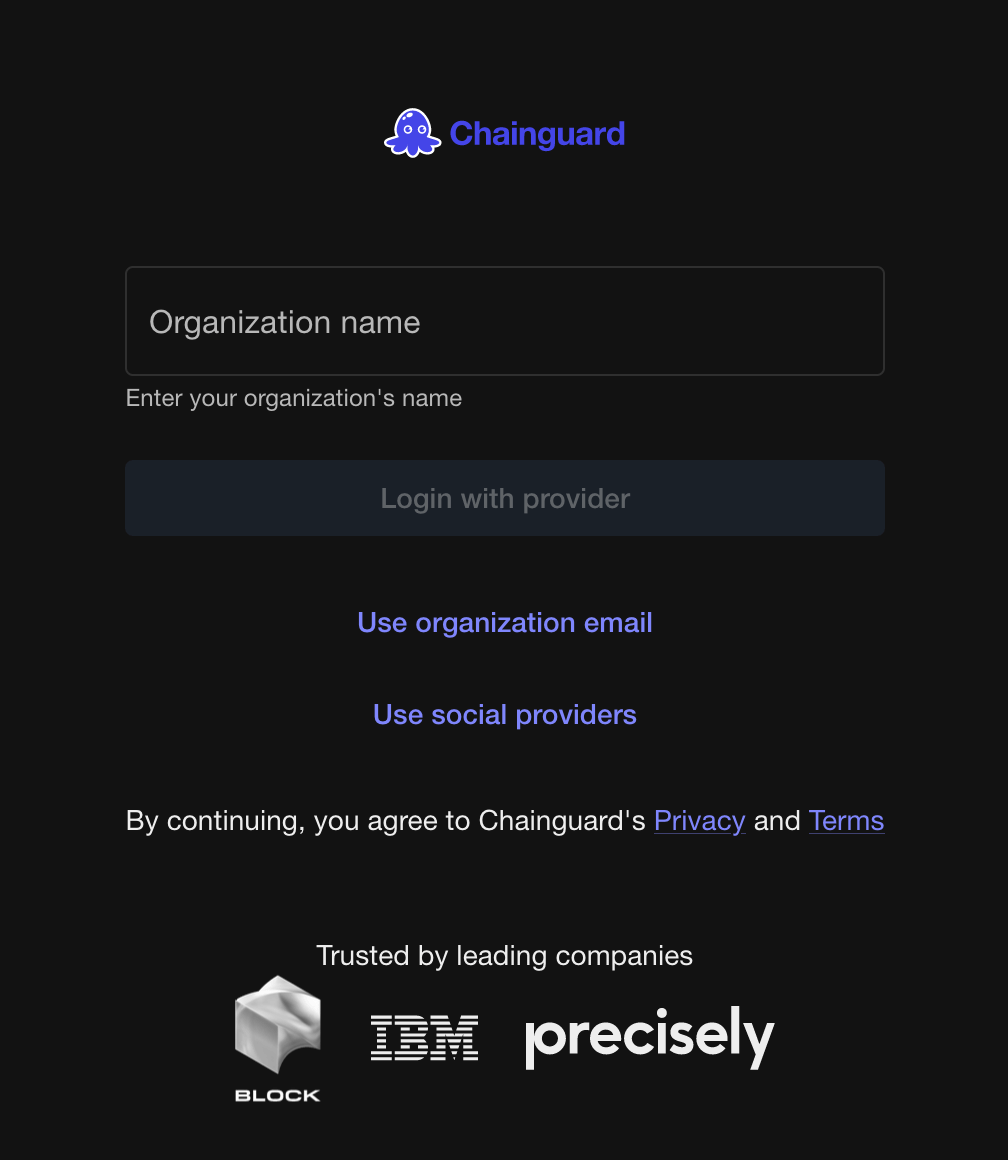 Chainguard
Organization name
Enter your organization's name
Login with provider
Use organization email
Use social providers
By continuing, you agree to Chainguard's Privacy and Terms
Trusted by leading companies
BLOCK
IBM
precisely